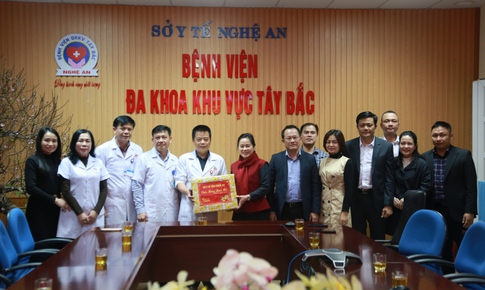 SỞ Y TẾ NGHỆ AN
BỆNH VIỆN
ĐA KHOA KHU VỰC TÂY BẮC
NGHỆ AN